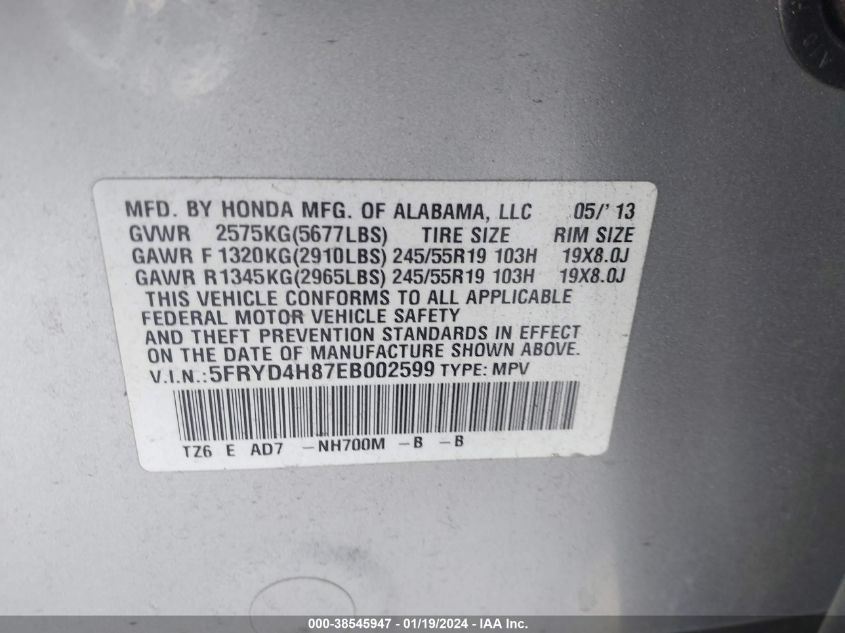 MFD. BY HONDA MFG. OF ALABAMA, LLC 05/'13
GVWR 2575KG(5677LBS) TIRE SIZE RIM SIZE
GAWR F 1320KG(2910LBS) 245/55R19 103H 19X8.0J
GAWR R1345KG(2965LBS) 245/55R19 103H 19X8.0J
THIS VEHICLE CONFORMS TO ALL APPLICABLE
FEDERAL MOTOR VEHICLE SAFETY
AND THEFT PREVENTION STANDARDS IN EFFECT
ON THE DATE OF MANUFACTURE SHOWN ABOVE.
V.I.N.:5FRYD4H87EB002599 TYPE: MPV
TZ6 E AD7 -NH700M -B -B
000-38545947 - 01/19/2024 - IAA Inc.